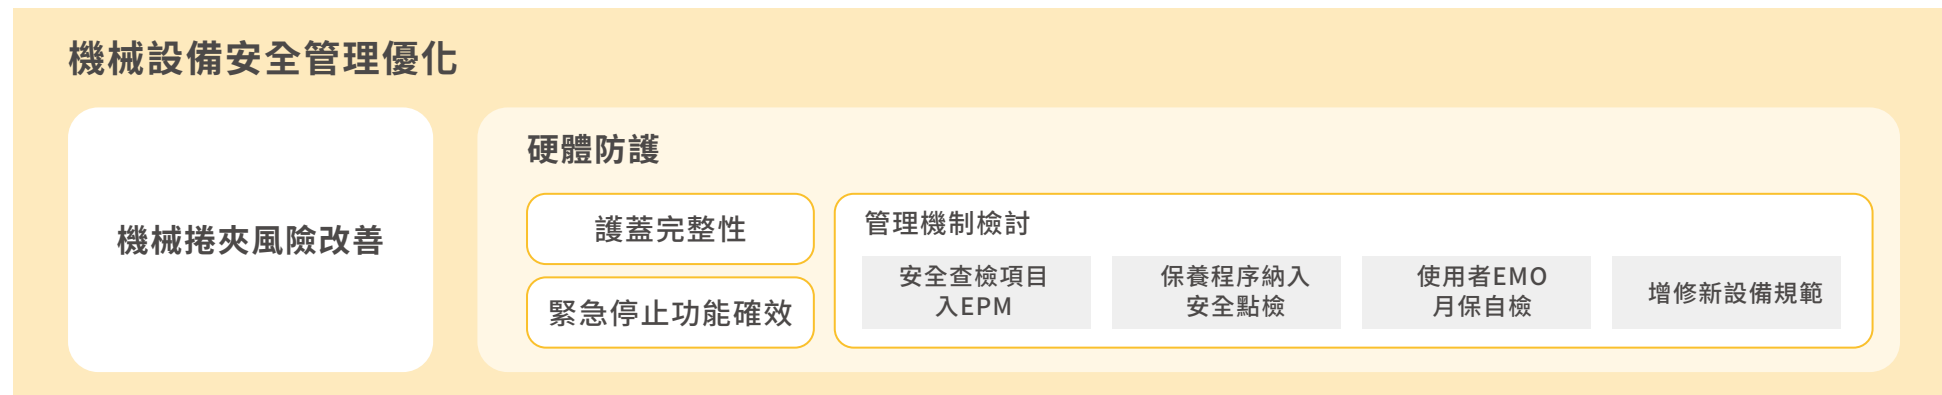 機械設備安全管理優化
機械捲夾風險改善
硬體防護
護蓋完整性
緊急停止功能確效
管理機制檢討
安全查檢項目
入EPM
保養程序納入
安全點檢
使用者EMO
月保自檢
增修新設備規範